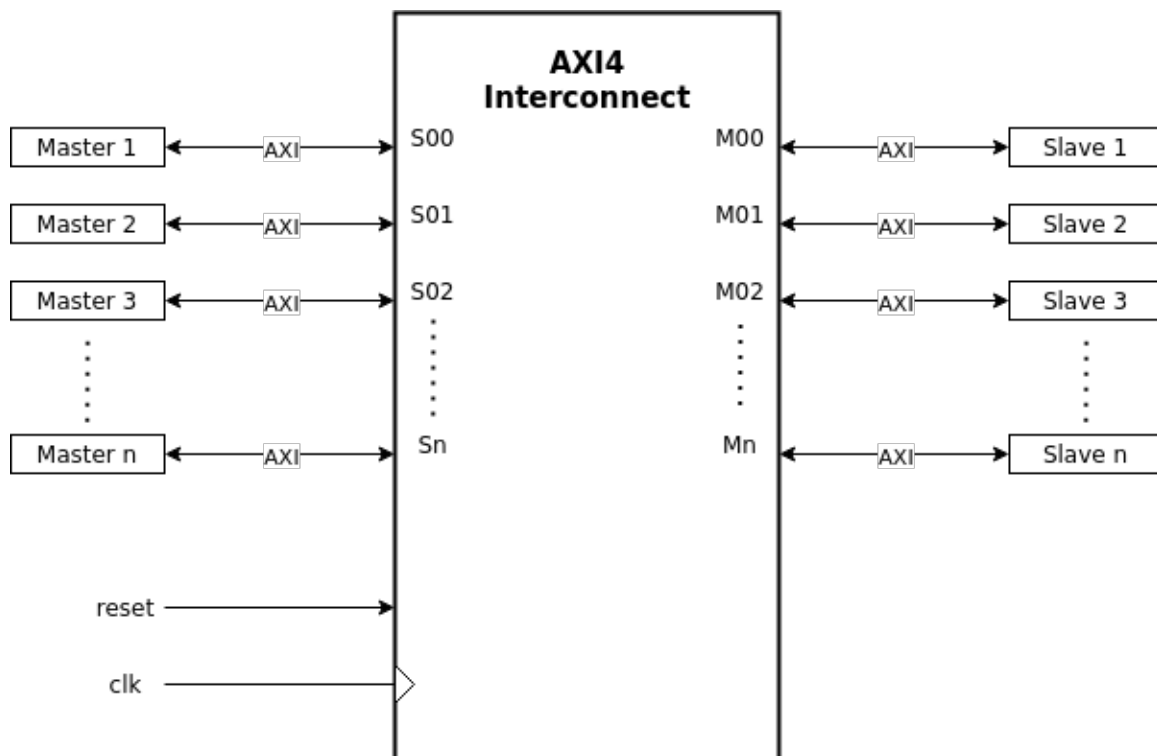 AXI4
Interconnect
Master 1
AXI
S00
M00
AXI
Slave 1
Master 2
AXI
S01
M01
AXI
Slave 2
Master 3
AXI
S02
M02
AXI
Slave 3
Master n
AXI
Sn
Mn
AXI
Slave n
reset
clk